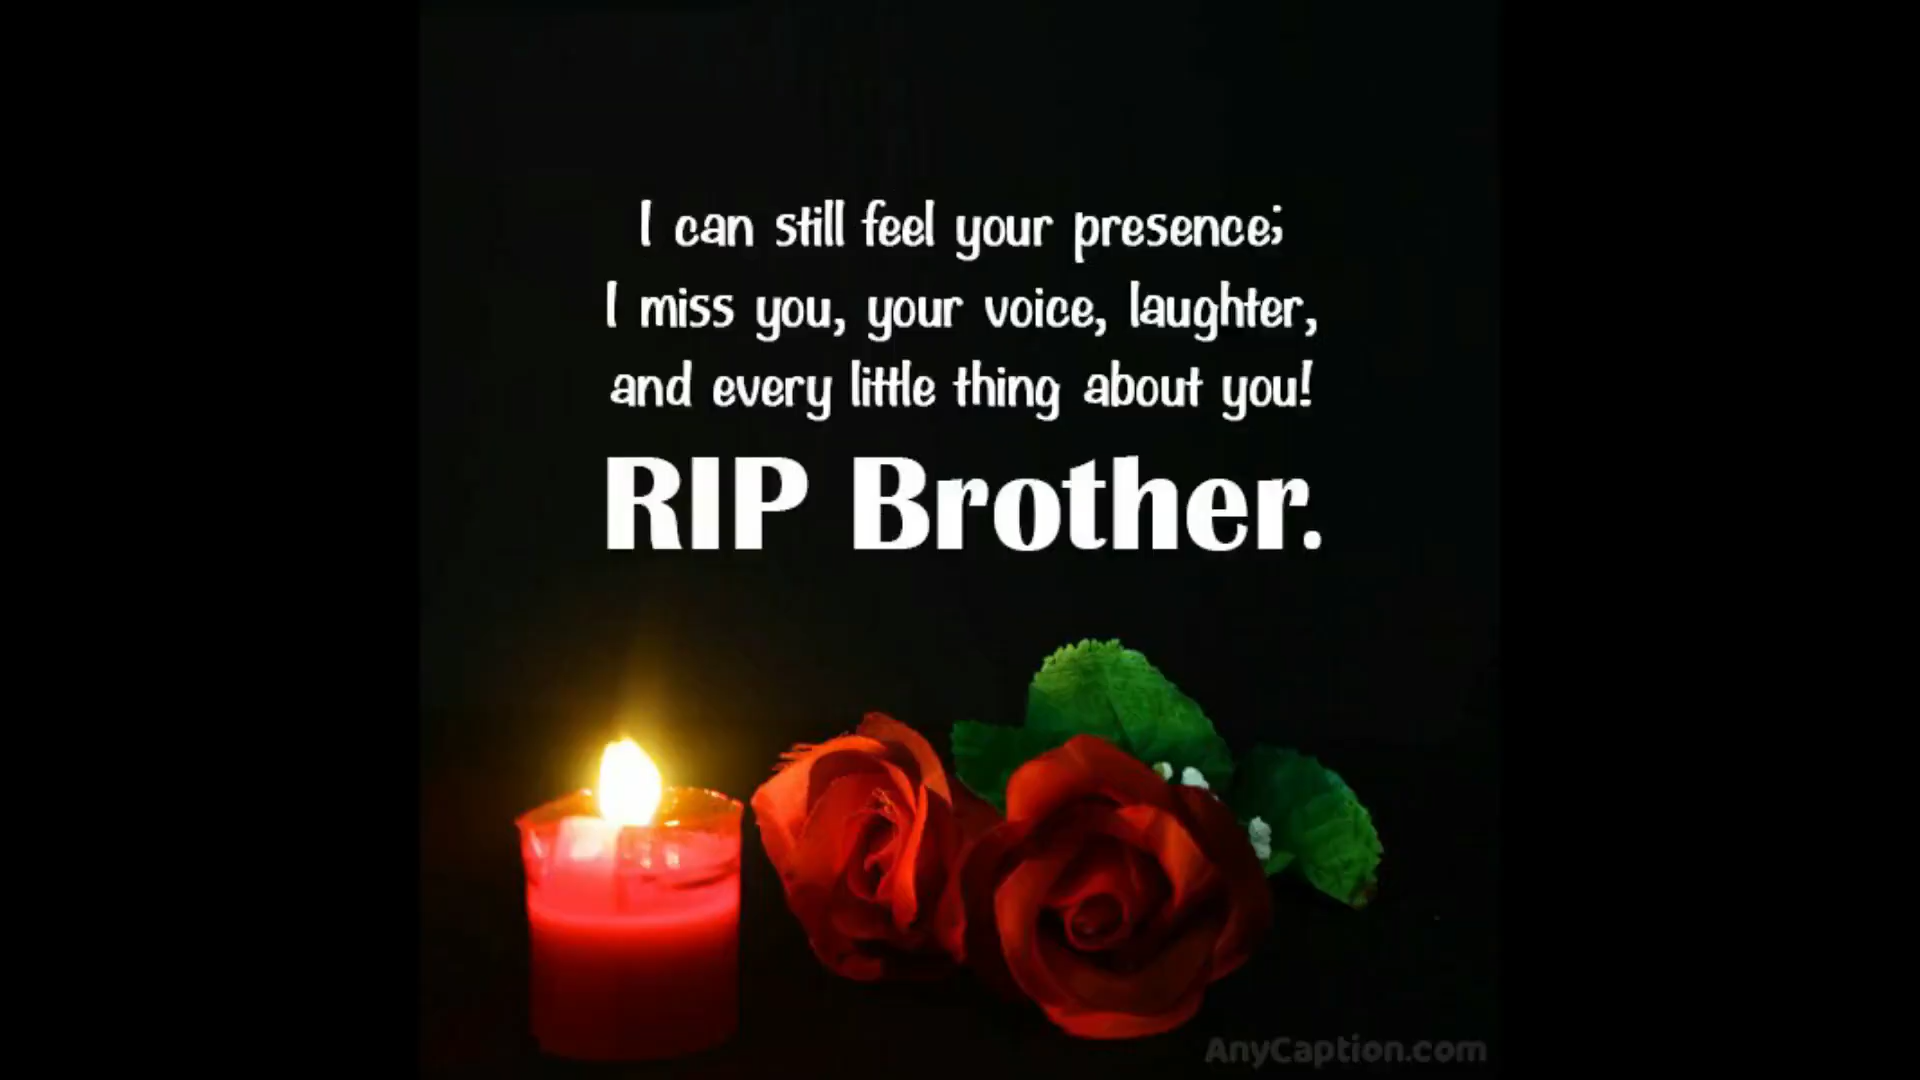 I can still feel your presence;
I miss you, your voice, laughter,
and every little thing about you!
RIP Brother.
AnyCaption.com